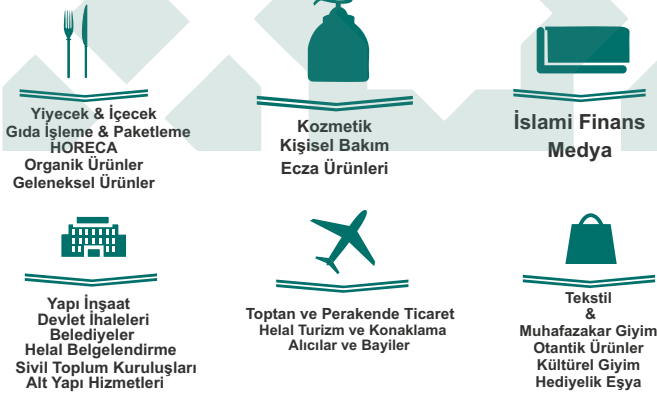 Yiyecek & İçecek
Gıda İşleme & Paketleme
HORECA
Organik Ürünler
Geleneksel Ürünler
Kozmetik
Kişisel Bakım
Ecza Ürünleri
İslami Finans
Medya
Yapı İnşaat
Devlet İhaleleri
Belediyeler
Helal Belgelendirme
Sivil Toplum Kuruluşları
Alt Yapı Hizmetleri
Toptan ve Perakende Ticaret
Helal Turizm ve Konaklama
Alıcılar ve Bayiler
Tekstil
&
Muhafazakar Giyim
Otantik Ürünler
Kültürel Giyim
Hediyelik Eşya